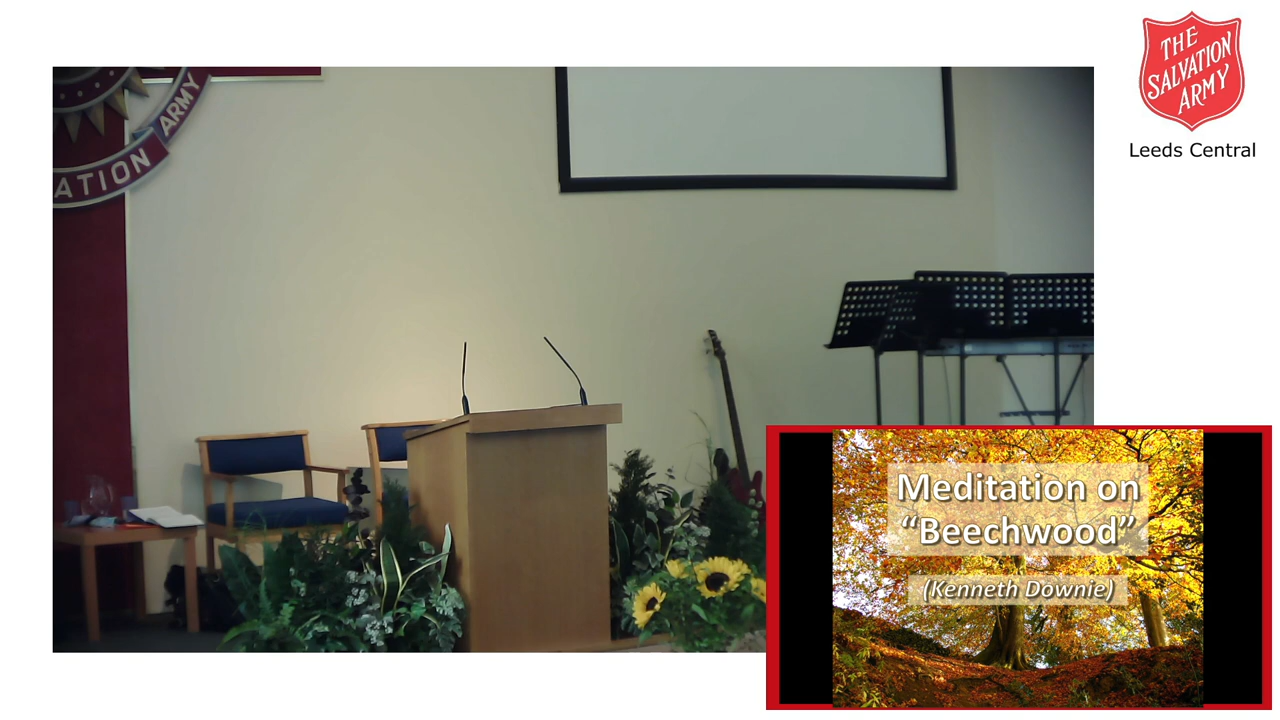 THE
SALVATION
ARMY
Leeds Central
ARMY
ATION
Meditation on
“Beechwood”
(Kenneth Downie)